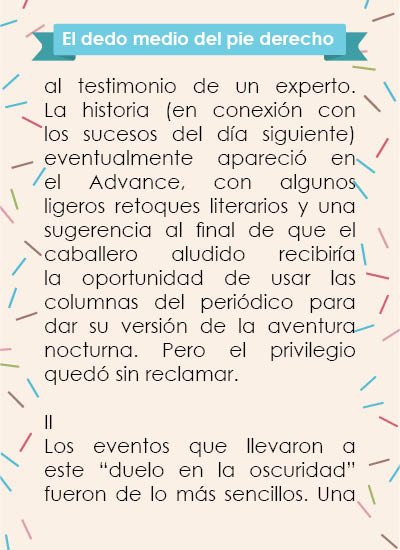 El dedo medio del pie derecho
al testimonio de un experto.
La historia (en conexión con
los sucesos del día siguiente)
eventualmente apareció en
el Advance, con algunos
ligeros retoques literarios y una
sugerencia al final de que el
caballero aludido recibiría
la oportunidad de usar las
columnas del periódico para
dar su versión de la aventura
nocturna. Pero el privilegio
quedó sin reclamar.
II
Los eventos que llevaron a
este “duelo en la oscuridad”
fueron de lo más sencillos. Una